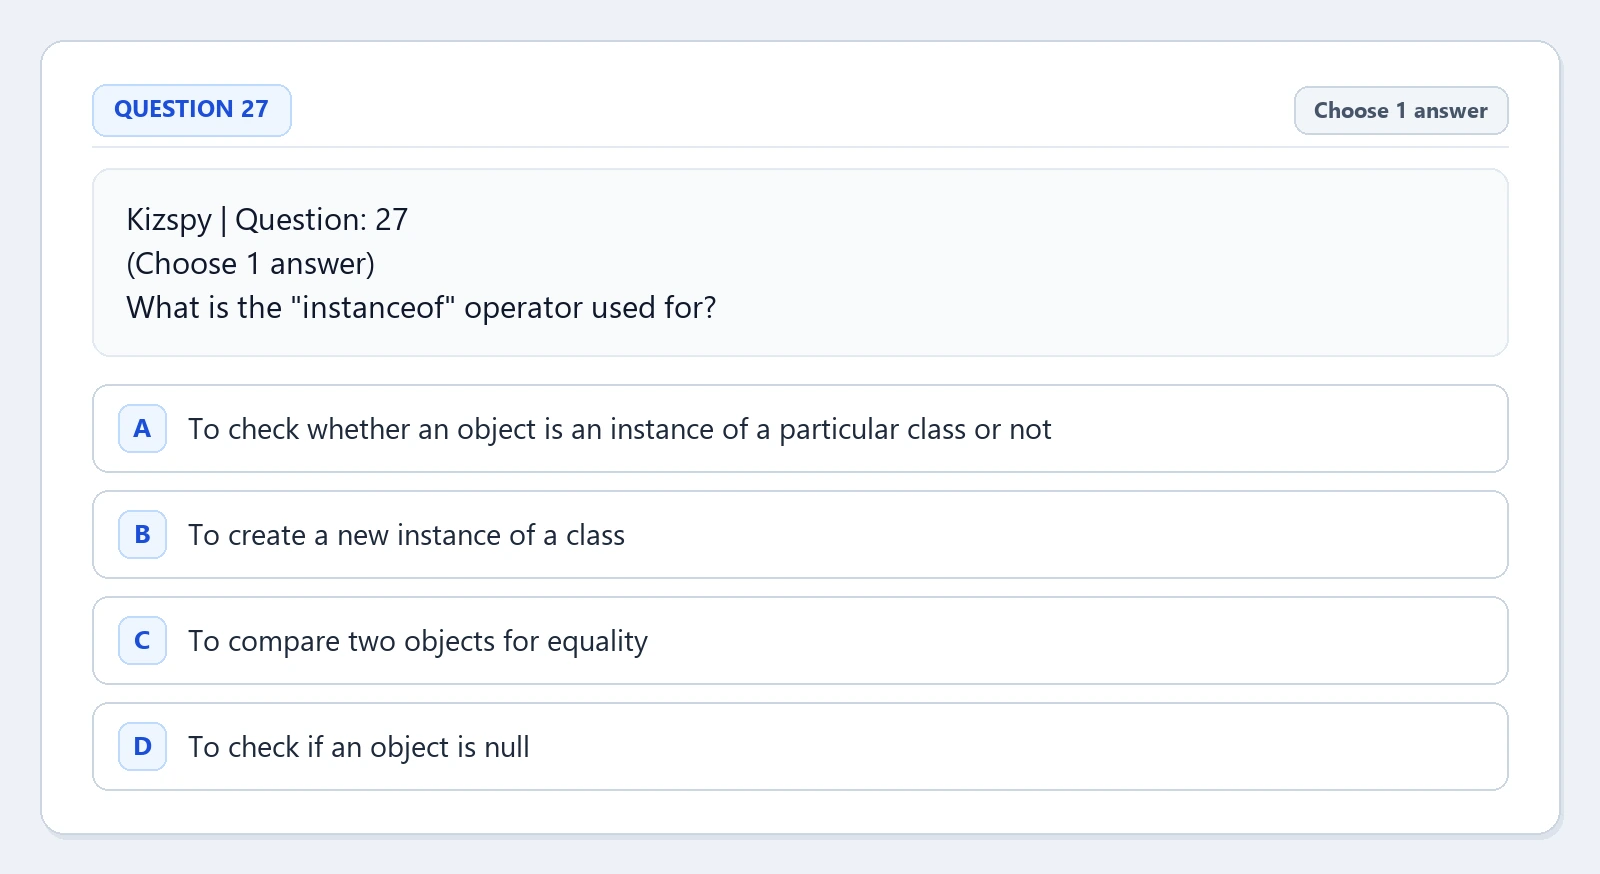 QUESTION 27
Choose 1 answer
Kizspy | Question: 27
(Choose 1 answer)
What is the "instanceof" operator used for?
A To check whether an object is an instance of a particular class or not
B To create a new instance of a class
C To compare two objects for equality
D To check if an object is null